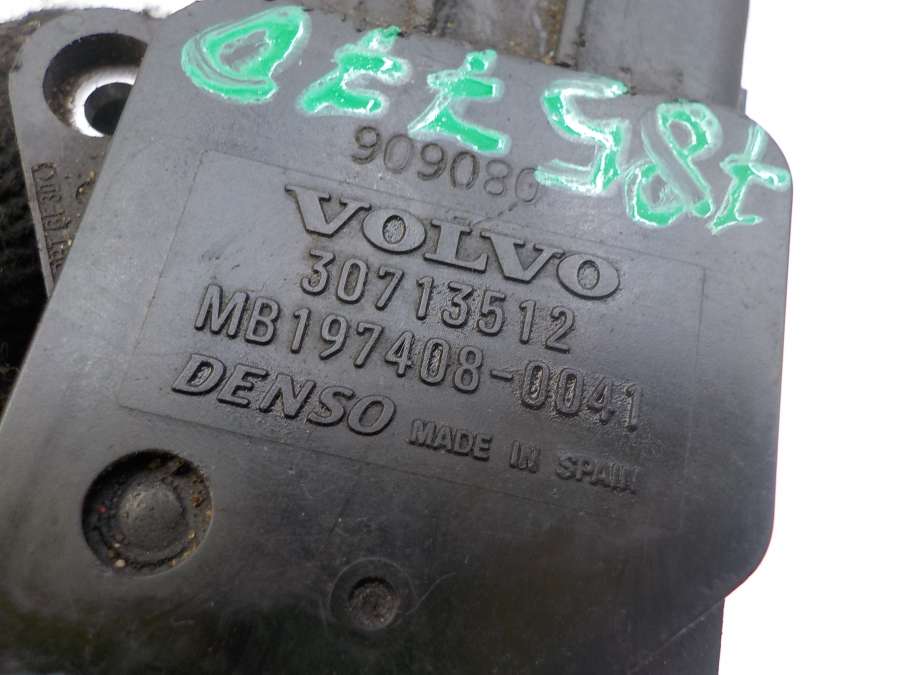 909080
VOLVO
30713512
MB197408-0041
DENSO MADE IN SPAIN